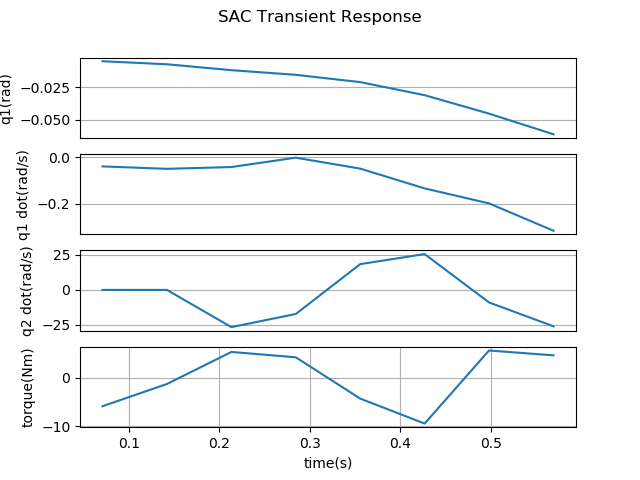 SAC Transient Response
q1(rad)
−0.025
−0.050
q1 dot(rad/s)
0.0
−0.2
q2 dot(rad/s)
25
0
−25
torque(Nm)
0
−10
0.1 0.2 0.3 0.4 0.5
time(s)